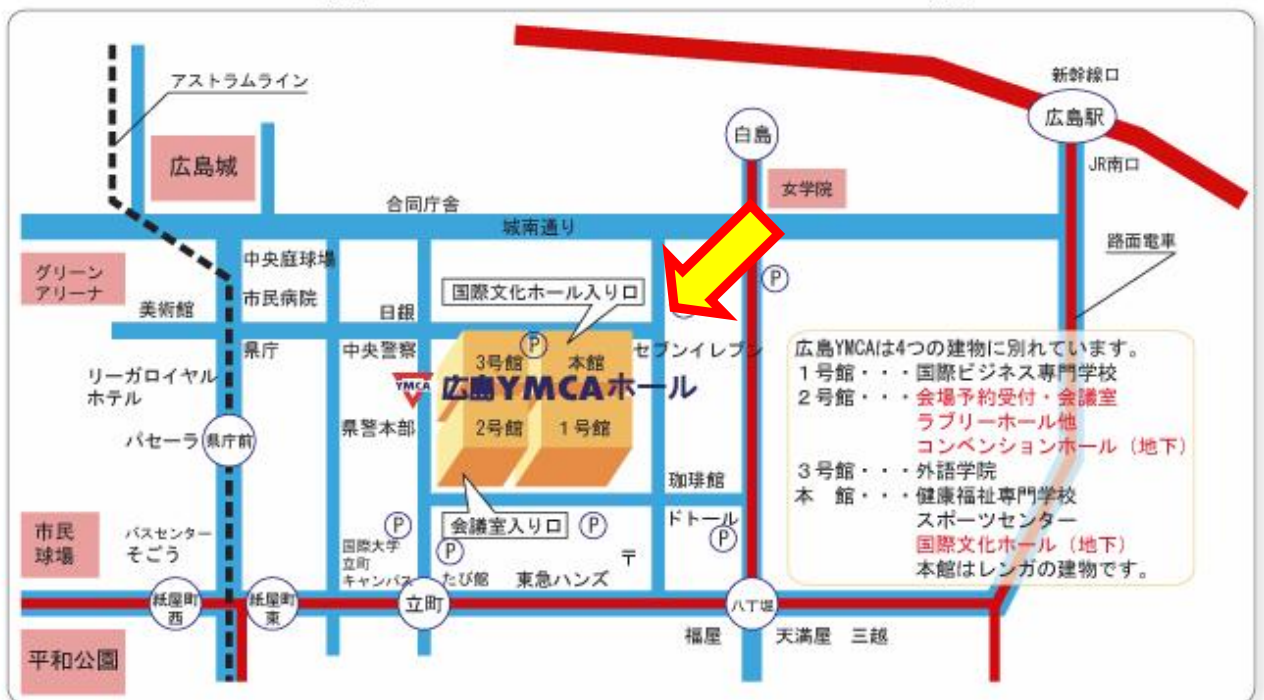 アストラムライン
新幹線口
広島駅
白島
広島城
JR南口
女学院
合同庁舎
城南通り
路面電車
中央庭球場
グリーン
アリーナ
国際文化ホール入り口
P
市民病院
美術館
日銀
県庁
中央警察
3号館
P
本館
セブンイレブン
リーガロイヤル
ホテル
YMCA
広島YMCAホール
県警本部
2号館
1号館
パセーラ
県庁前
広島YMCAは4つの建物に別れています。
1号館・・・国際ビジネス専門学校
2号館・・・会場予約受付・会議室
ラブリーホール他
コンベンションホール（地下）
3号館・・・外語学院
本　館・・・健康福祉専門学校
スポーツセンター
国際文化ホール（地下）
本館はレンガの建物です。
珈琲館
ドトール
P
会議室入り口
P
P
P
市民
球場
バスセンター
そごう
国際大学
立町
キャンパス
たび館
東急ハンズ
〒
紙屋町
西
紙屋町
東
立町
八丁堀
福屋
天満屋
三越
平和公園